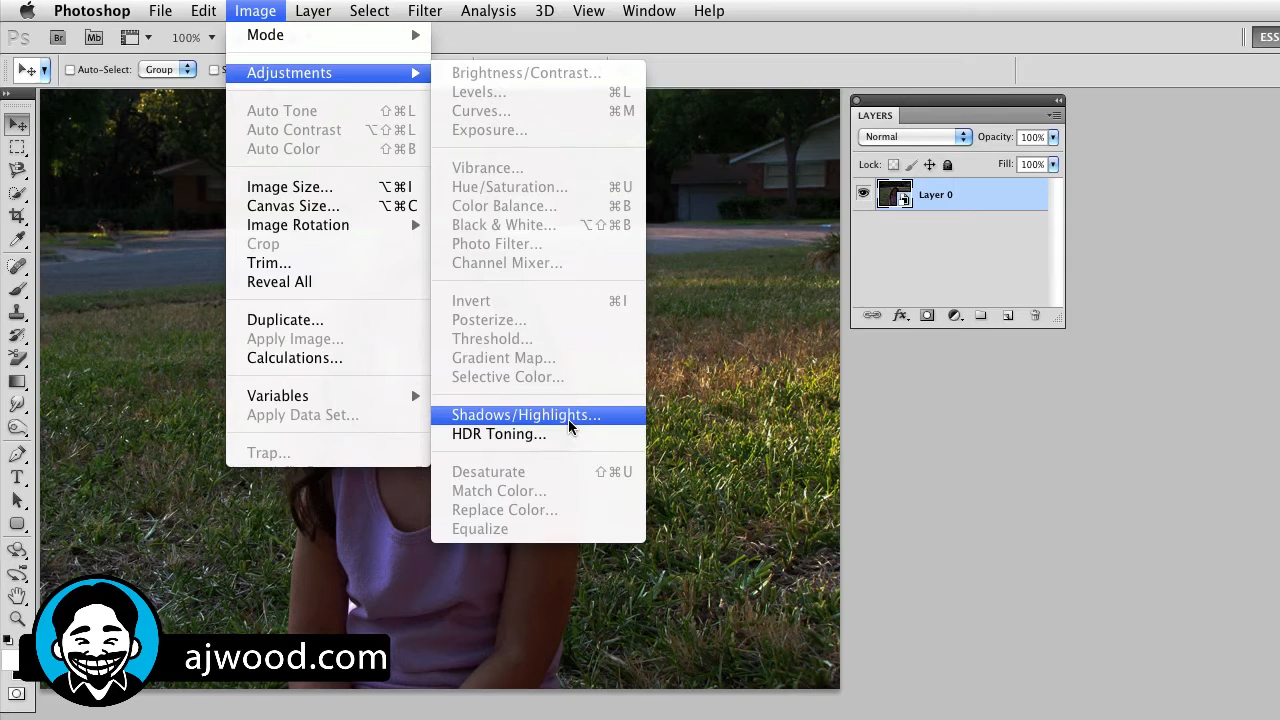 Photoshop File Edit Image Layer Select Filter Analysis 3D View Window Help
Ps Br Mb 100% ESS
Auto-Select: Group S
Mode
Adjustments
Auto Tone ⇧⌘L
Auto Contrast ⌥⇧⌘L
Auto Color ⇧⌘B
Image Size... ⌥⌘I
Canvas Size... ⌥⌘C
Image Rotation
Crop
Trim...
Reveal All
Duplicate...
Apply Image...
Calculations...
Variables
Apply Data Set...
Trap...
Brightness/Contrast...
Levels... ⌘L
Curves... ⌘M
Exposure...
Vibrance...
Hue/Saturation... ⌘U
Color Balance... ⌘B
Black & White... ⌥⇧⌘B
Photo Filter...
Channel Mixer...
Invert ⌘I
Posterize...
Threshold...
Gradient Map...
Selective Color...
Shadows/Highlights...
HDR Toning...
Desaturate ⇧⌘U
Match Color...
Replace Color...
Equalize
LAYERS
Normal Opacity: 100%
Lock: Fill: 100%
Layer 0
ajwood.com